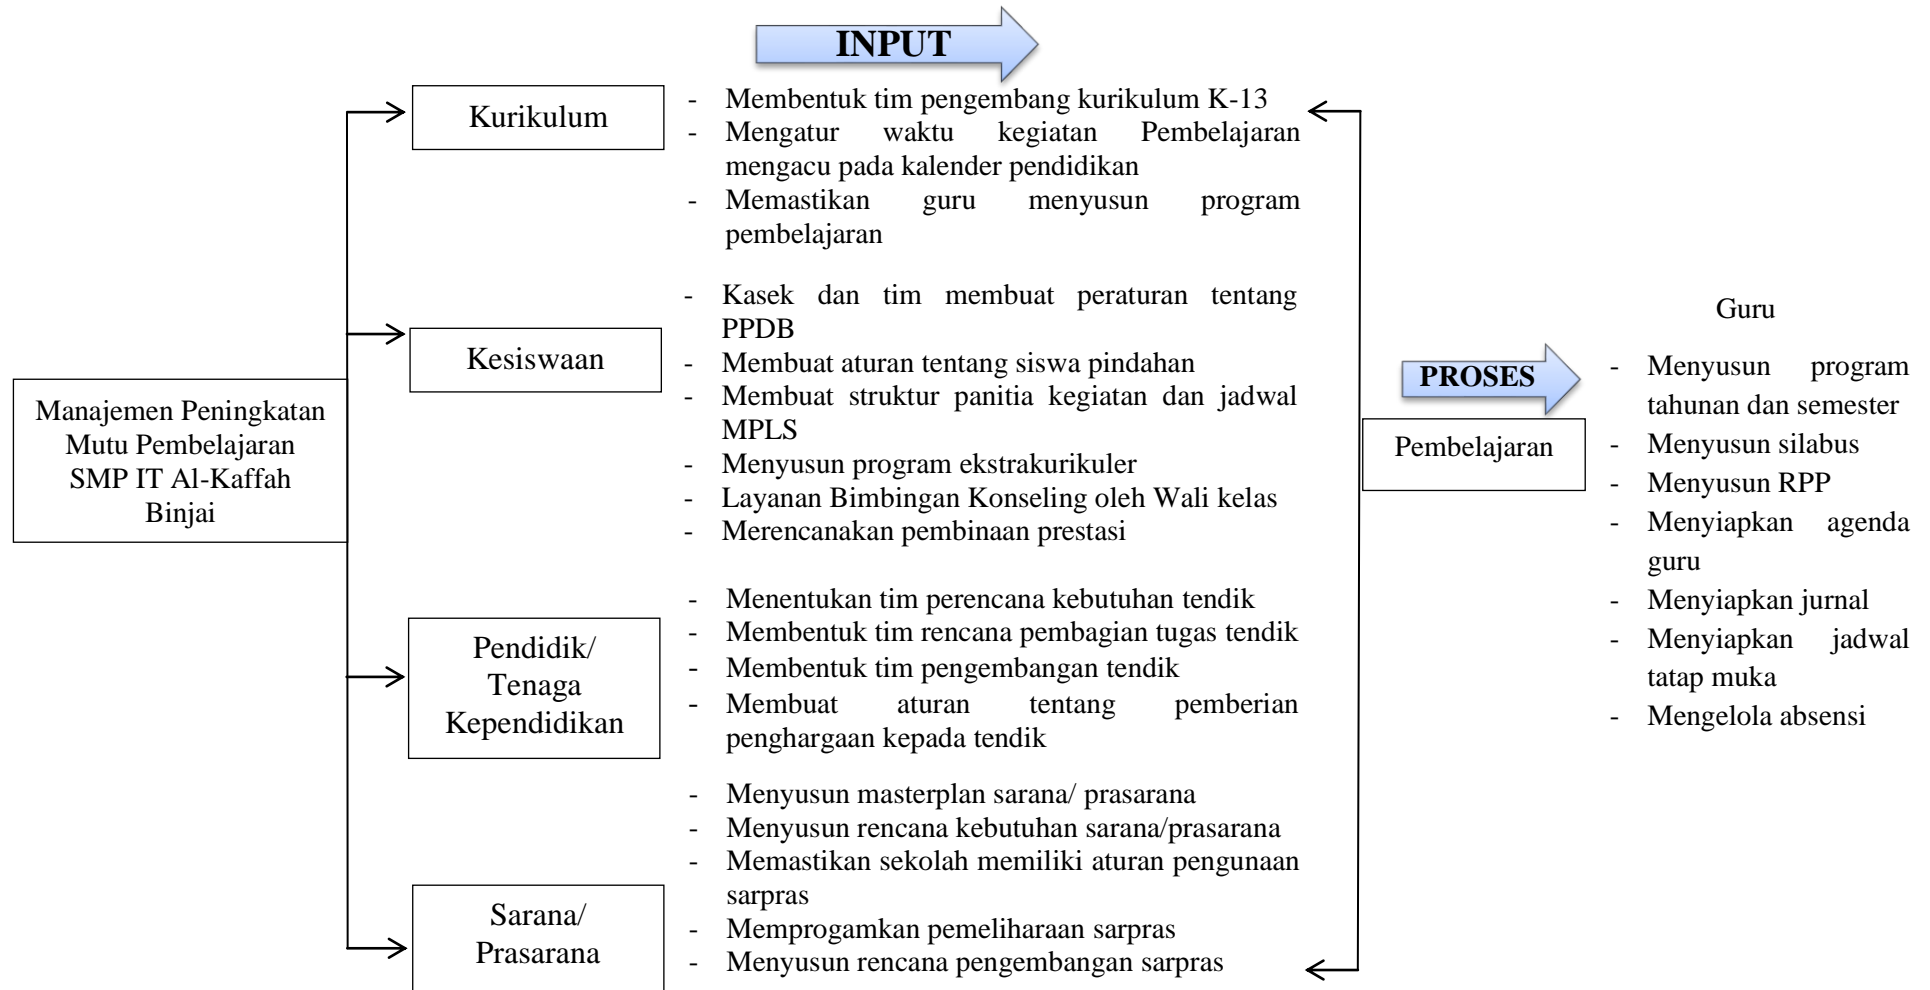 INPUT
Kurikulum
- Membentuk tim pengembang kurikulum K-13
- Mengatur waktu kegiatan Pembelajaran
mengacu pada kalender pendidikan
- Memastikan guru menyusun program
pembelajaran
Kesiswaan
- Kasek dan tim membuat peraturan tentang
PPDB
- Membuat aturan tentang siswa pindahan
- Membuat struktur panitia kegiatan dan jadwal
MPLS
- Menyusun program ekstrakurikuler
- Layanan Bimbingan Konseling oleh Wali kelas
- Merencanakan pembinaan prestasi
Manajemen Peningkatan
Mutu Pembelajaran
SMP IT Al-Kaffah
Binjai
Pendidik/
Tenaga
Kependidikan
- Menentukan tim perencana kebutuhan tendik
- Membentuk tim rencana pembagian tugas tendik
- Membentuk tim pengembangan tendik
- Membuat aturan tentang pemberian
penghargaan kepada tendik
Sarana/
Prasarana
- Menyusun masterplan sarana/ prasarana
- Menyusun rencana kebutuhan sarana/prasarana
- Memastikan sekolah memiliki aturan pengunaan
sarpras
- Memprogamkan pemeliharaan sarpras
- Menyusun rencana pengembangan sarpras
PROSES
Pembelajaran
Guru
- Menyusun program
tahunan dan semester
- Menyusun silabus
- Menyusun RPP
- Menyiapkan agenda
guru
- Menyiapkan jurnal
- Menyiapkan jadwal
tatap muka
- Mengelola absensi